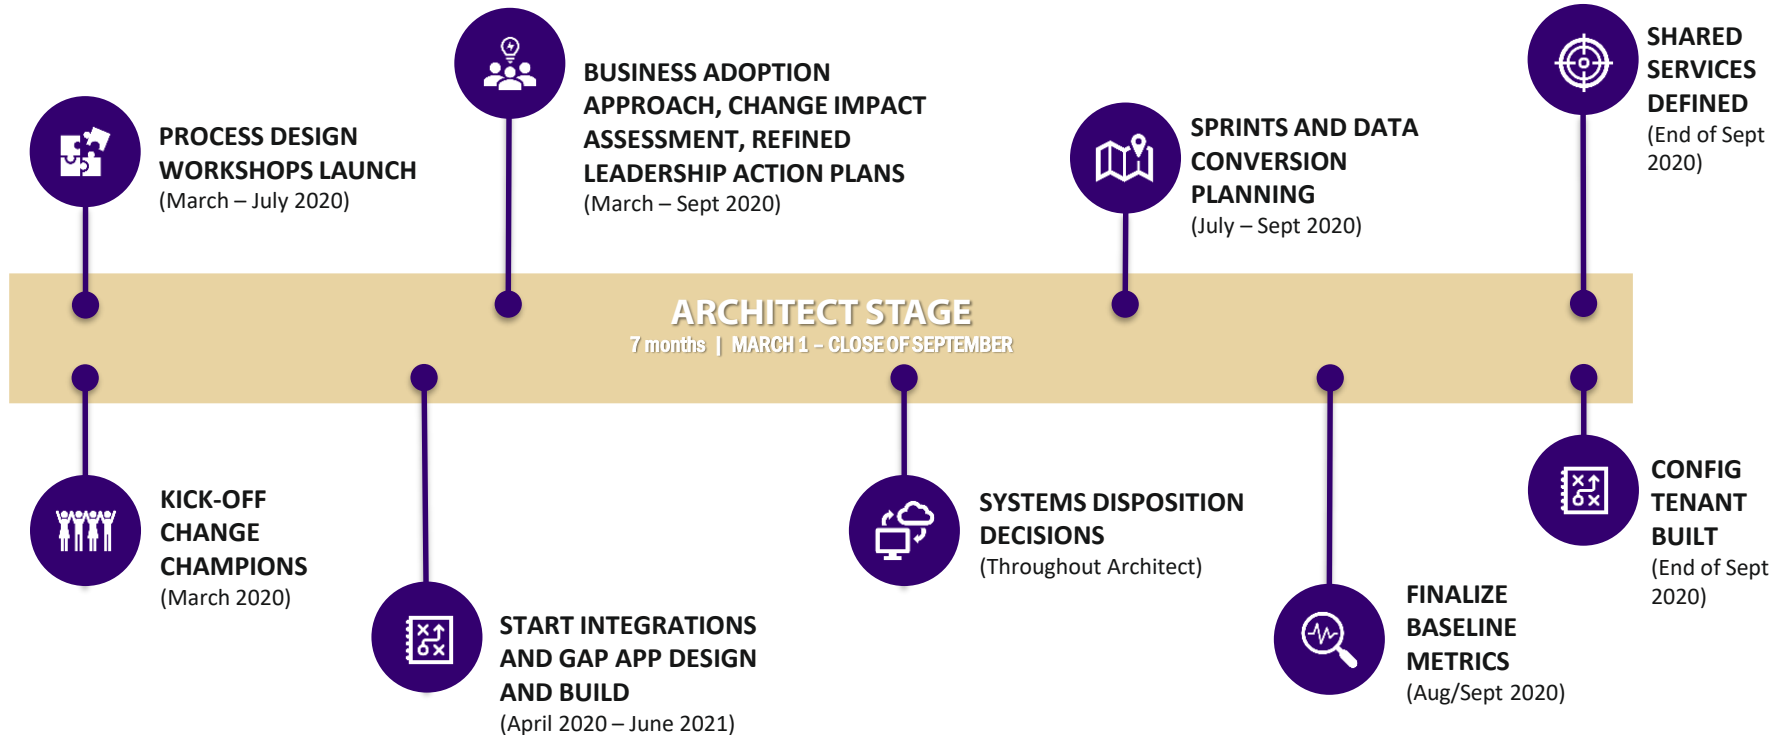 PROCESS DESIGN
WORKSHOPS LAUNCH
(March – July 2020)
BUSINESS ADOPTION
APPROACH, CHANGE IMPACT
ASSESSMENT, REFINED
LEADERSHIP ACTION PLANS
(March – Sept 2020)
SPRINTS AND DATA
CONVERSION
PLANNING
(July – Sept 2020)
SHARED
SERVICES
DEFINED
(End of Sept
2020)
ARCHITECT STAGE
7 months | MARCH 1 – CLOSE OF SEPTEMBER
KICK-OFF
CHANGE
CHAMPIONS
(March 2020)
START INTEGRATIONS
AND GAP APP DESIGN
AND BUILD
(April 2020 – June 2021)
SYSTEMS DISPOSITION
DECISIONS
(Throughout Architect)
FINALIZE
BASELINE
METRICS
(Aug/Sept 2020)
CONFIG
TENANT
BUILT
(End of Sept
2020)